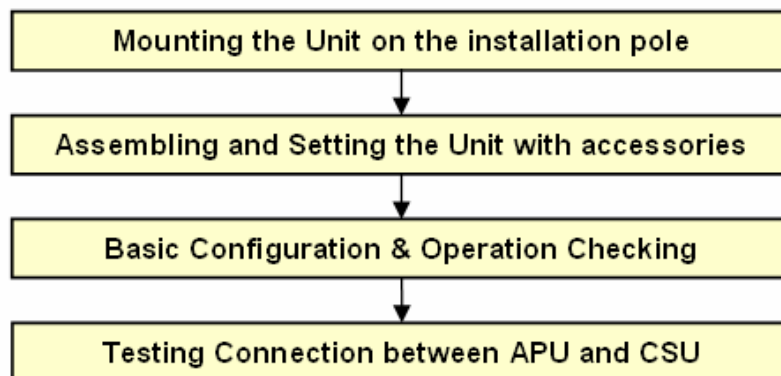 Mounting the Unit on the installation pole
Assembling and Setting the Unit with accessories
Basic Configuration & Operation Checking
Testing Connection between APU and CSU